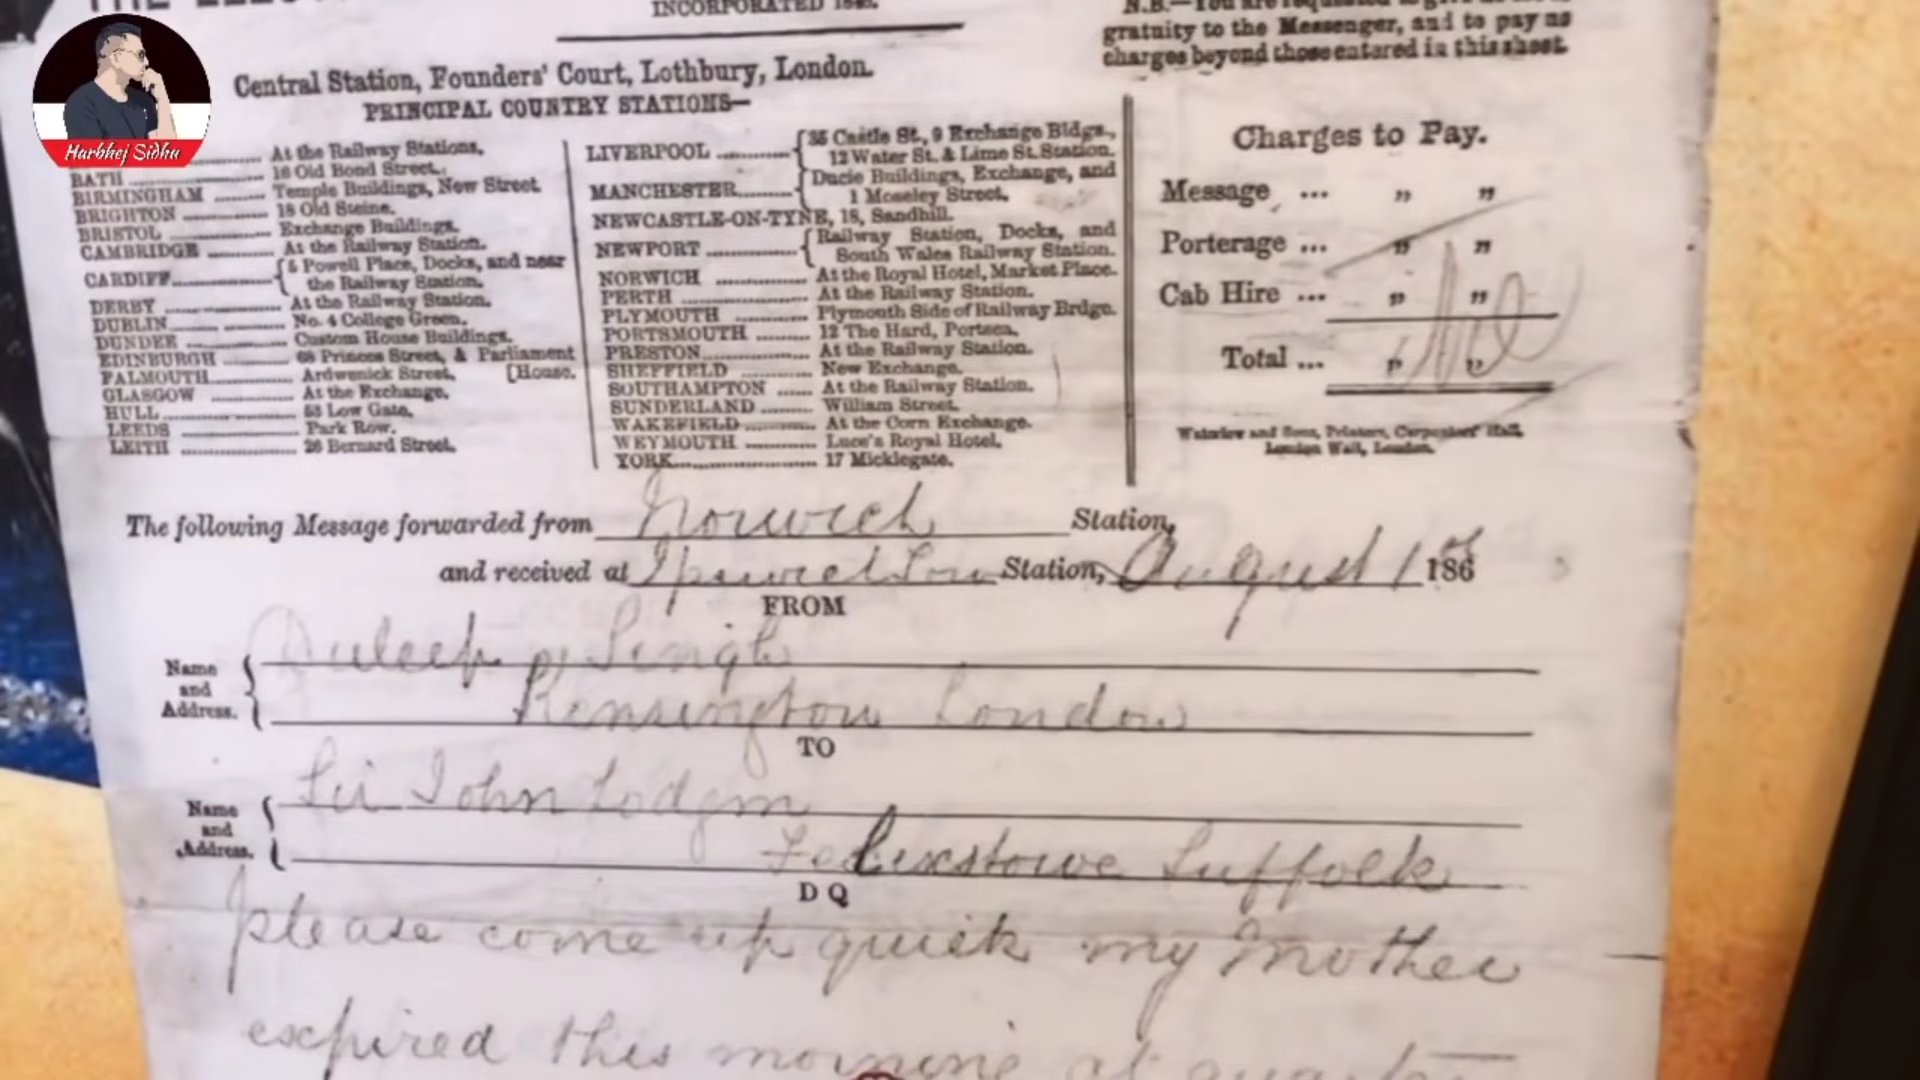 INCORPORATED
N.B.—You are requested to give no
gratuity to the Messenger, and to pay no
charges beyond those entered in this sheet.
Harbhej Sidhu
Central Station, Founders' Court, Lothbury, London.
PRINCIPAL COUNTRY STATIONS—
At the Railway Stations.
BATH 16 Old Bond Street.
BIRMINGHAM Temple Buildings, New Street.
BRIGHTON 18 Old Steine.
BRISTOL Exchange Buildings.
CAMBRIDGE At the Railway Station.
CARDIFF 5 Powell Place, Docks, and near
the Railway Station.
DERBY At the Railway Station.
DUBLIN No. 4 College Green.
DUNDEE Custom House Buildings.
EDINBURGH 68 Princes Street, & Parliament
[House.
FALMOUTH Ardwenick Street.
GLASGOW At the Exchange.
HULL 53 Low Gate.
LEEDS Park Row.
LEITH 26 Bernard Street.
LIVERPOOL 35 Castle St., 9 Exchange Bldgs.,
12 Water St. & Lime St. Station.
MANCHESTER Ducie Buildings, Exchange, and
1 Moseley Street.
NEWCASTLE-ON-TYNE, 18, Sandhill.
NEWPORT Railway Station, Docks, and
South Wales Railway Station.
NORWICH At the Royal Hotel, Market Place.
PERTH At the Railway Station.
PLYMOUTH Plymouth Side of Railway Brdge.
PORTSMOUTH 12 The Hard, Portsea.
PRESTON At the Railway Station.
SHEFFIELD New Exchange.
SOUTHAMPTON At the Railway Station.
SUNDERLAND William Street.
WAKEFIELD At the Corn Exchange.
WEYMOUTH Luce's Royal Hotel.
YORK 17 Micklegate.
Charges to Pay.
Message ... " "
Porterage ... " "
Cab Hire ... " "
Total ... " "
Waterlow and Sons, Printers, Carpenters' Hall,
London Wall, London.
The following Message forwarded from Norwich Station,
and received at Ipswich Station, August 1st 186
FROM
Name and Address. Duleep Singh
Kensington London
TO
Name and Address. Sir John
Felixstowe Suffolk
D Q
please come up quick my Mother
expired this morning at